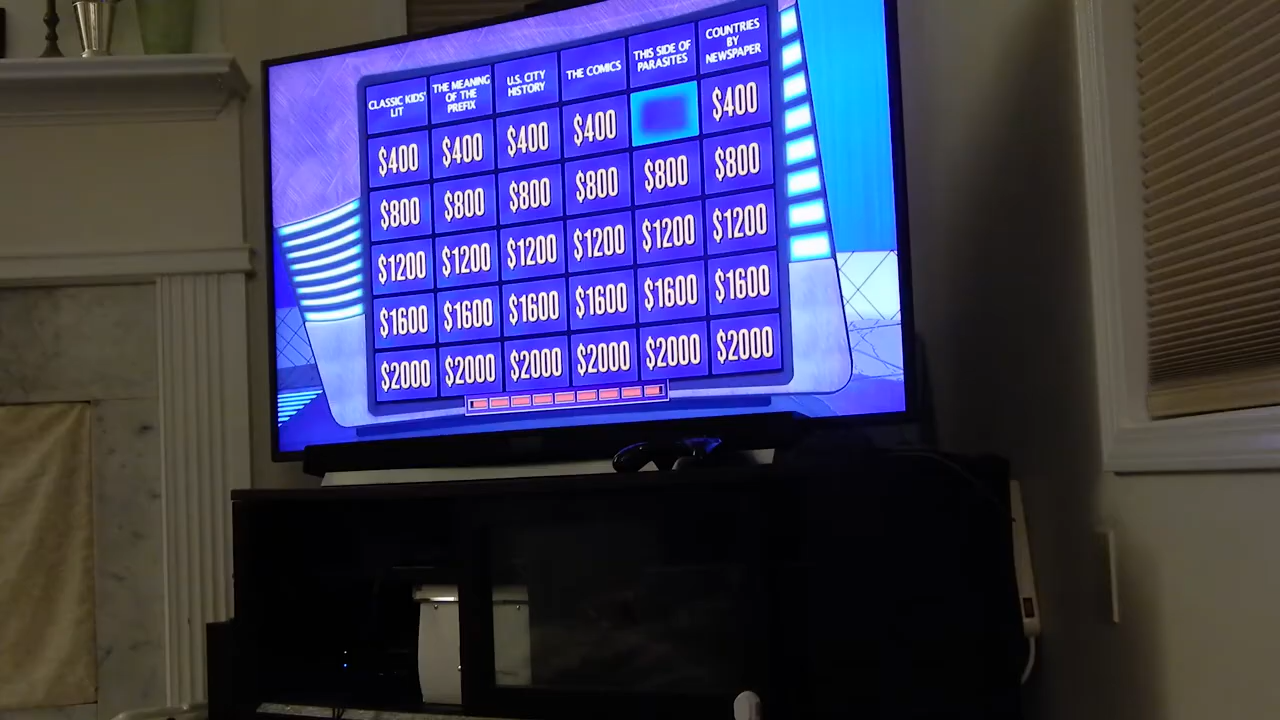 CLASSIC KIDS'
LIT
THE MEANING
OF THE
PREFIX
U.S. CITY
HISTORY
THE COMICS
THIS SIDE OF
PARASITES
COUNTRIES
BY
NEWSPAPER
$400 $400 $400 $400 $400
$800 $800 $800 $800 $800 $800
$1200 $1200 $1200 $1200 $1200 $1200
$1600 $1600 $1600 $1600 $1600 $1600
$2000 $2000 $2000 $2000 $2000 $2000